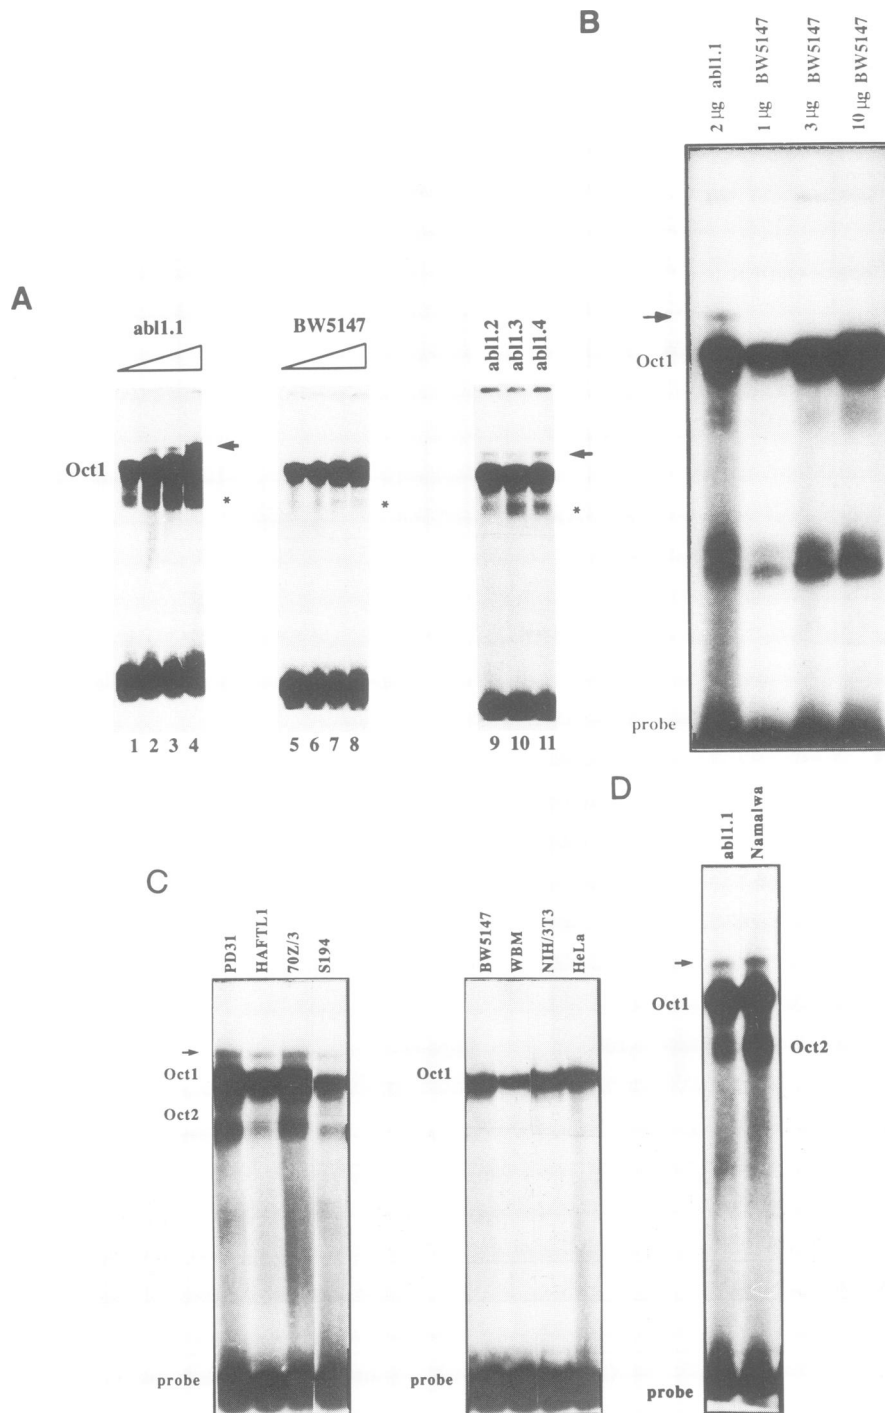 B
2 µg abl1.1
1 µg BW5147
3 µg BW5147
10 µg BW5147
Oct1
probe
A
abl1.1
BW5147
abl1.2
abl1.3
abl1.4
Oct1
*
*
*
1 2 3 4
5 6 7 8
9 10 11
C
PD31
HAFTL1
70Z/3
S194
Oct1
Oct2
probe
BW5147
WBM
NIH/3T3
HeLa
Oct1
probe
D
abl1.1
Namalwa
Oct1
Oct2
probe